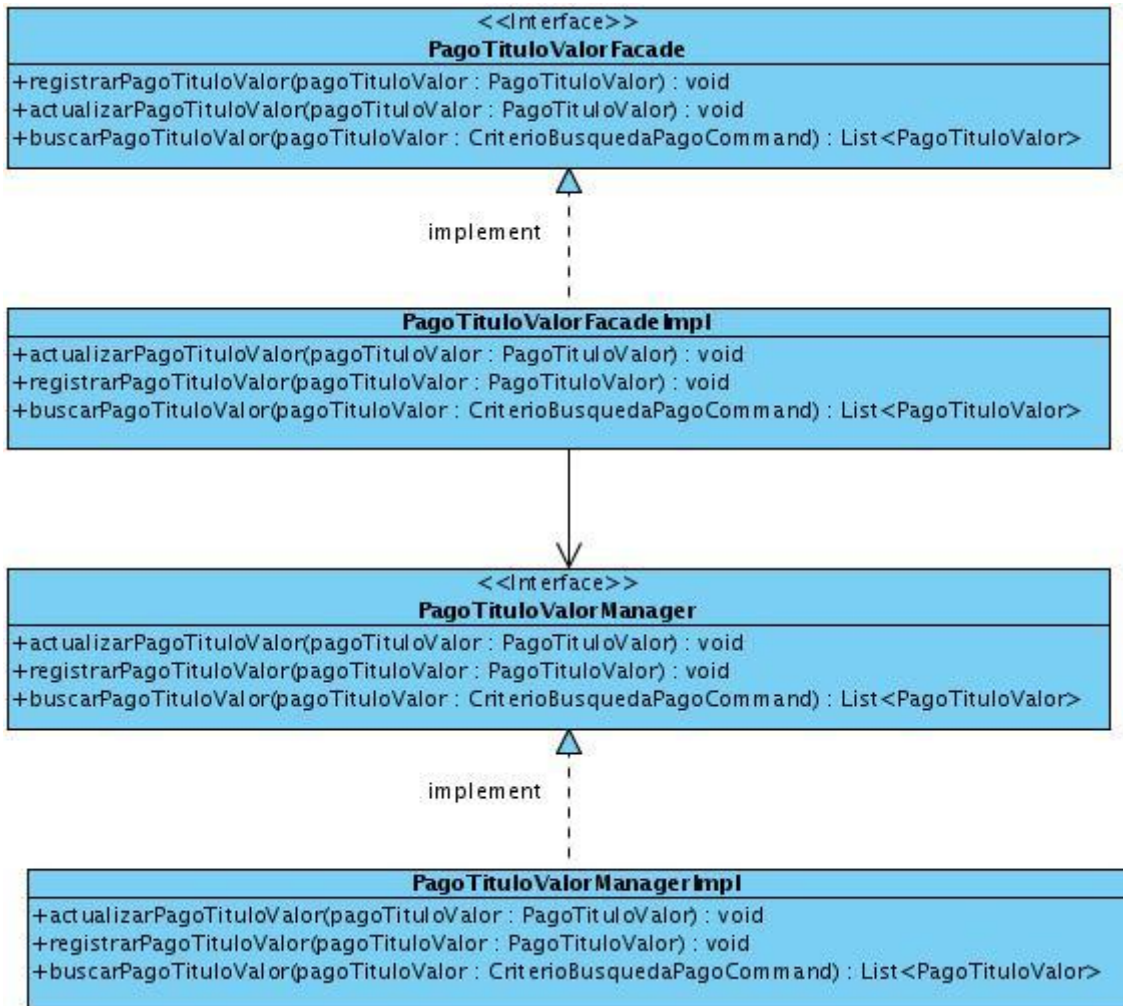 <<Interface>>
PagoTituloValorFacade
+registrarPagoTituloValor(pagoTituloValor : PagoTituloValor) : void
+actualizarPagoTituloValor(pagoTituloValor : PagoTituloValor) : void
+buscarPagoTituloValor(pagoTituloValor : CriterioBusquedaPagoCommand) : List<PagoTituloValor>
implement
PagoTituloValorFacadeImpl
+actualizarPagoTituloValor(pagoTituloValor : PagoTituloValor) : void
+registrarPagoTituloValor(pagoTituloValor : PagoTituloValor) : void
+buscarPagoTituloValor(pagoTituloValor : CriterioBusquedaPagoCommand) : List<PagoTituloValor>
<<Interface>>
PagoTituloValorManager
+actualizarPagoTituloValor(pagoTituloValor : PagoTituloValor) : void
+registrarPagoTituloValor(pagoTituloValor : PagoTituloValor) : void
+buscarPagoTituloValor(pagoTituloValor : CriterioBusquedaPagoCommand) : List<PagoTituloValor>
implement
PagoTituloValorManagerImpl
+actualizarPagoTituloValor(pagoTituloValor : PagoTituloValor) : void
+registrarPagoTituloValor(pagoTituloValor : PagoTituloValor) : void
+buscarPagoTituloValor(pagoTituloValor : CriterioBusquedaPagoCommand) : List<PagoTituloValor>